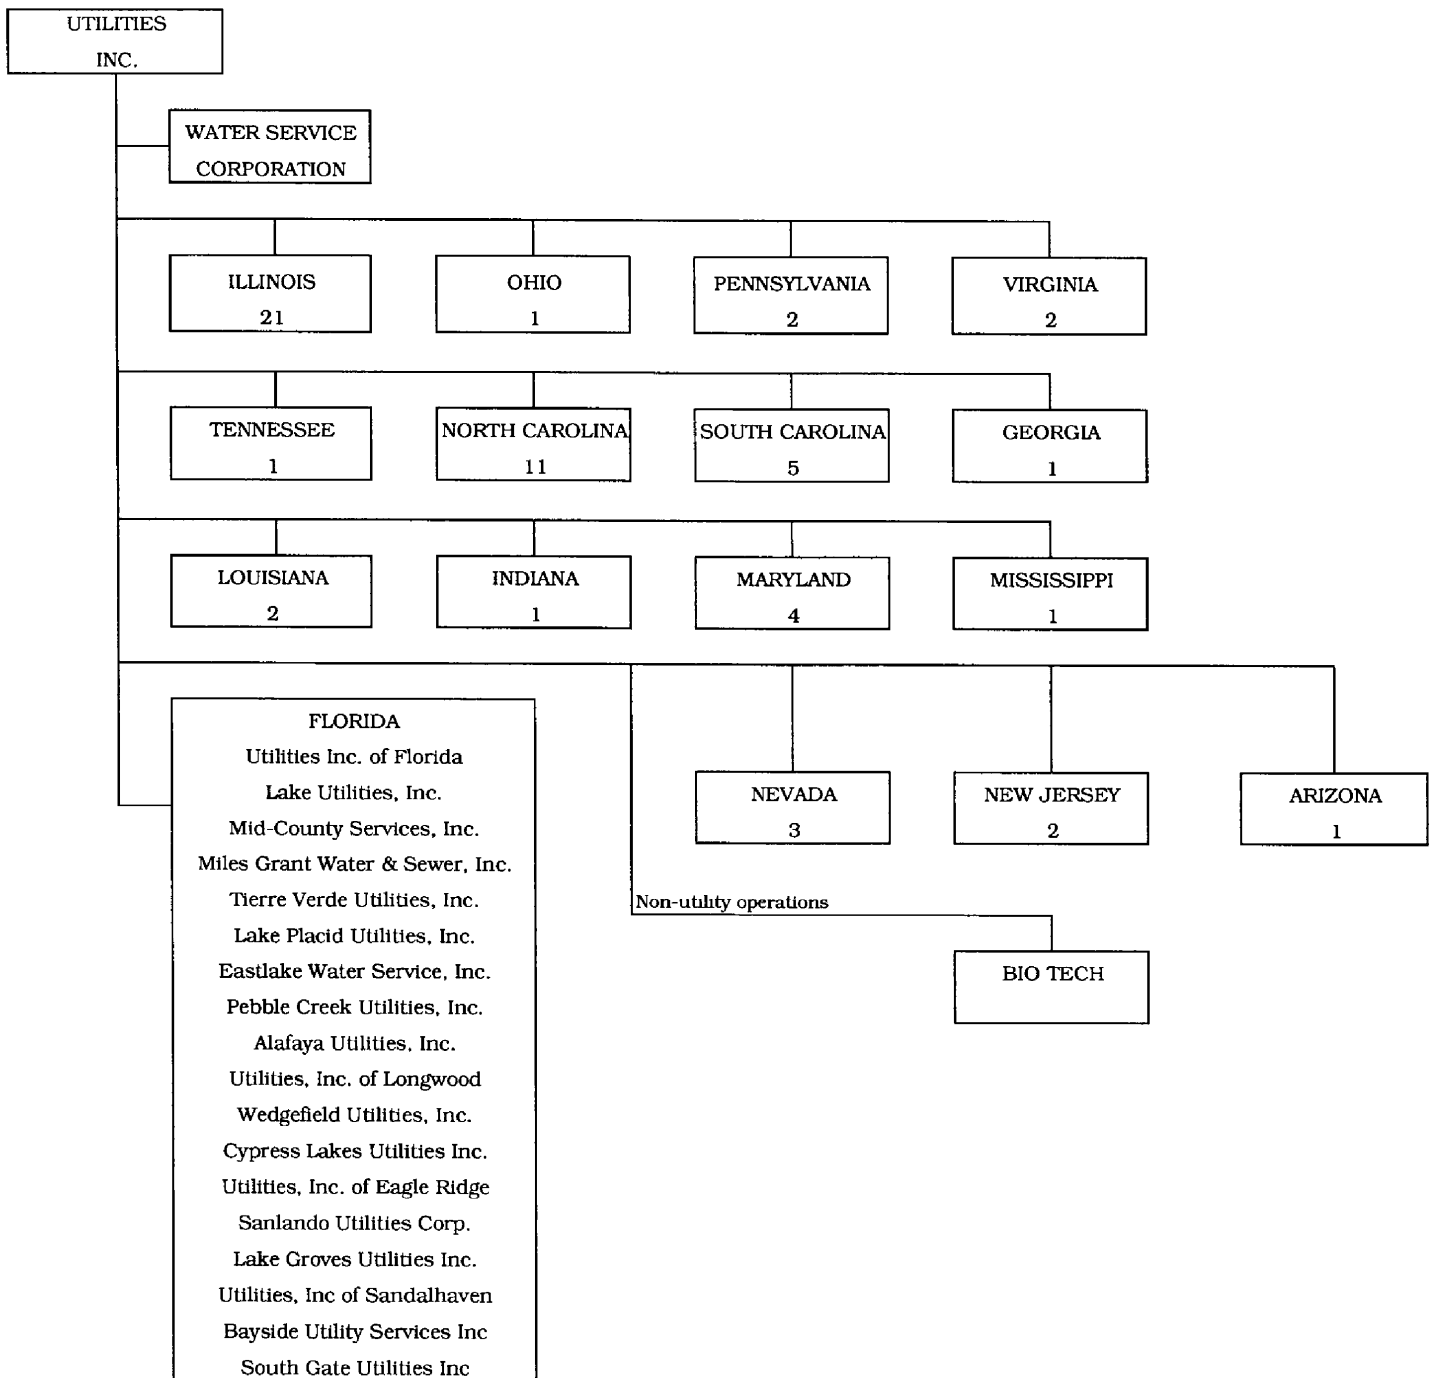 UTILITIES
INC.
WATER SERVICE
CORPORATION
ILLINOIS
21
OHIO
1
PENNSYLVANIA
2
VIRGINIA
2
TENNESSEE
1
NORTH CAROLINA
11
SOUTH CAROLINA
5
GEORGIA
1
LOUISIANA
2
INDIANA
1
MARYLAND
4
MISSISSIPPI
1
FLORIDA
Utilities Inc. of Florida
Lake Utilities, Inc.
Mid-County Services, Inc.
Miles Grant Water & Sewer, Inc.
Tierre Verde Utilities, Inc.
Lake Placid Utilities, Inc.
Eastlake Water Service, Inc.
Pebble Creek Utilities, Inc.
Alafaya Utilities, Inc.
Utilities, Inc. of Longwood
Wedgefield Utilities, Inc.
Cypress Lakes Utilities Inc.
Utilities, Inc. of Eagle Ridge
Sanlando Utilities Corp.
Lake Groves Utilities Inc.
Utilities, Inc of Sandalhaven
Bayside Utility Services Inc
South Gate Utilities Inc
NEVADA
3
NEW JERSEY
2
ARIZONA
1
Non-utility operations
BIO TECH